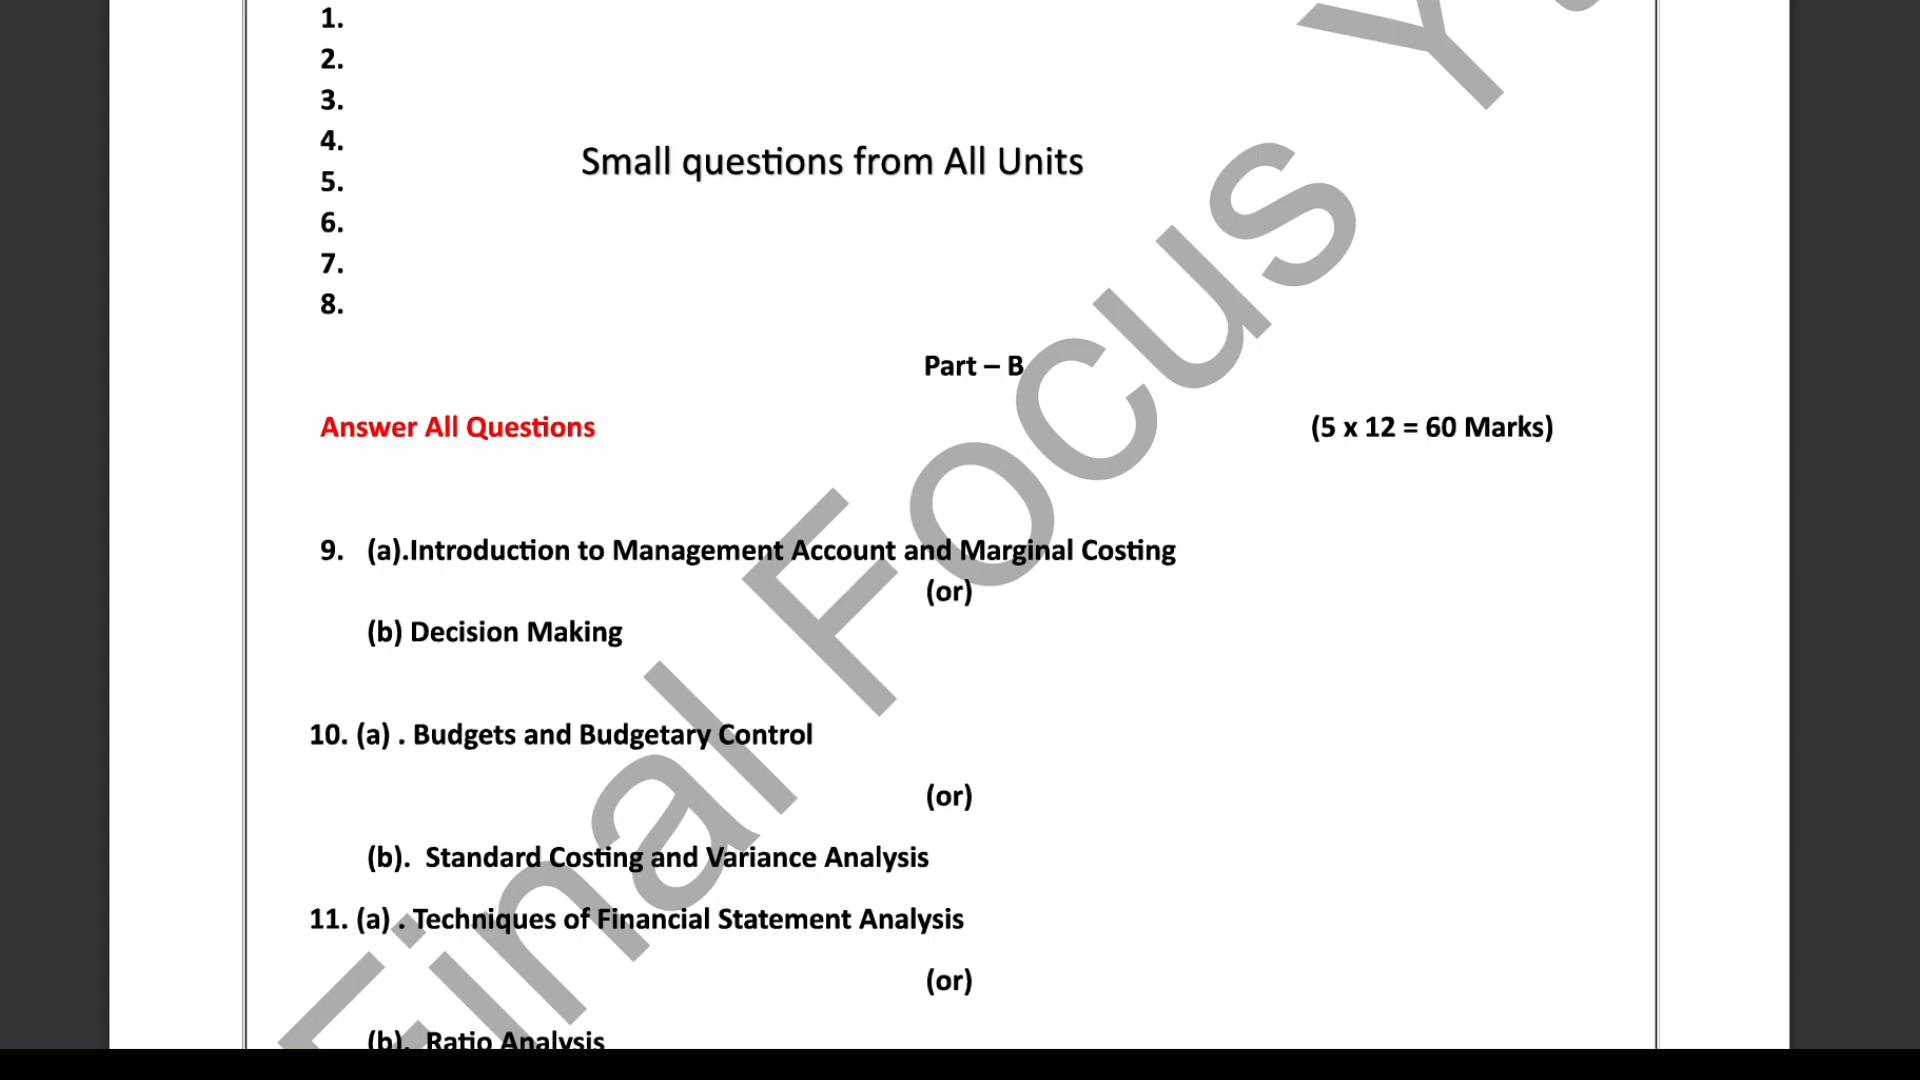 1.
2.
3.
4.
Small questions from All Units
5.
6.
7.
8.
Part – B
Answer All Questions (5 x 12 = 60 Marks)
9. (a).Introduction to Management Account and Marginal Costing
(or)
(b) Decision Making
10. (a) . Budgets and Budgetary Control
(or)
(b). Standard Costing and Variance Analysis
11. (a) . Techniques of Financial Statement Analysis
(or)
(b). Ratio Analysis
Final Focus